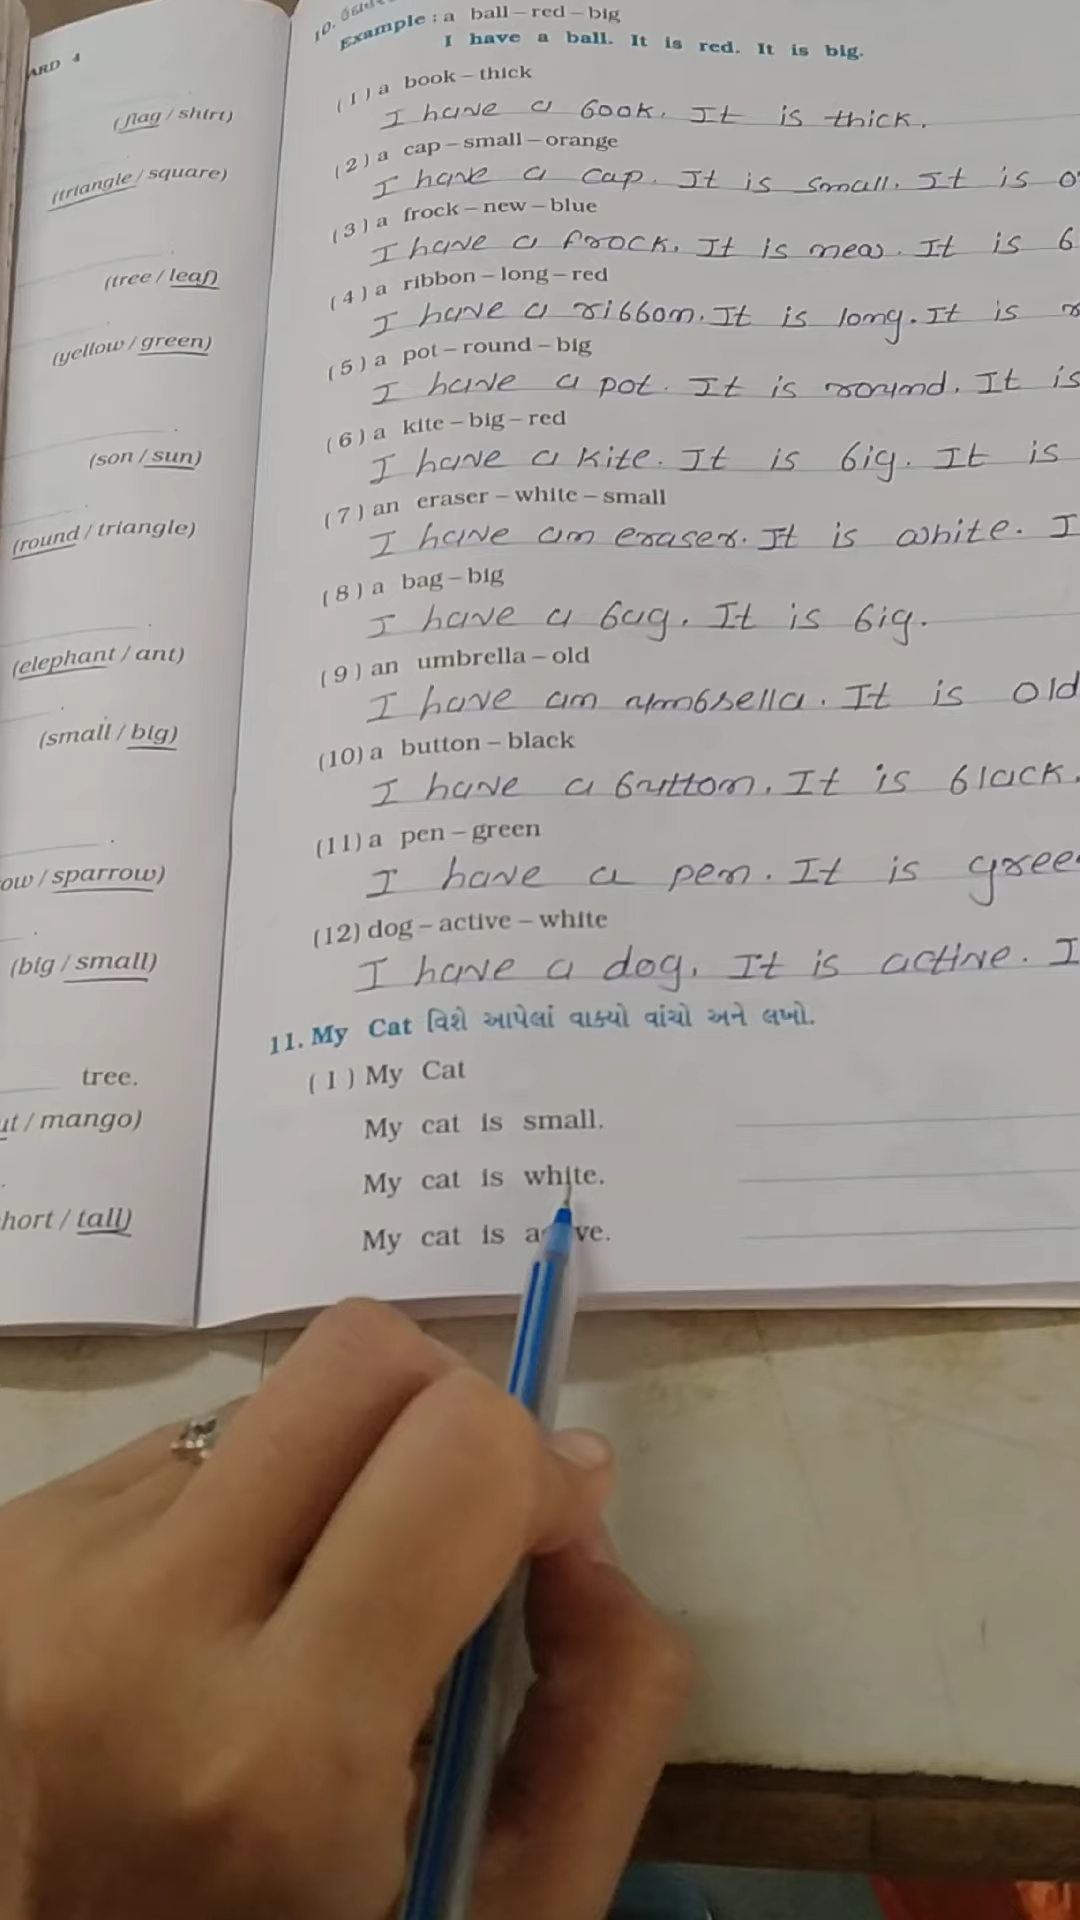 ARD 4
(flag / shirt)
(triangle / square)
(tree / leaf)
(yellow / green)
(son / sun)
(round / triangle)
(elephant / ant)
(small / big)
ow / sparrow)
(big / small)
tree.
ut / mango)
hort / tall)
10.
Example : a ball – red – big
I have a ball. It is red. It is big.
(1) a book – thick
I have a book. It is thick.
(2) a cap – small – orange
I have a cap. It is small. It is o
(3) a frock – new – blue
I have a frock. It is new. It is b
(4) a ribbon – long – red
I have a ribbon. It is long. It is r
(5) a pot – round – big
I have a pot. It is round. It is
(6) a kite – big – red
I have a kite. It is big. It is
(7) an eraser – white – small
I have an eraser. It is white. I
(8) a bag – big
I have a bag. It is big.
(9) an umbrella – old
I have an umbrella. It is old
(10) a button – black
I have a button. It is black.
(11) a pen – green
I have a pen. It is gree
(12) dog – active – white
I have a dog. It is active. I
11. My Cat વિશે આપેલાં વાક્યો વાંચો અને લખો.
(1) My Cat
My cat is small.
My cat is white.
My cat is a ve.